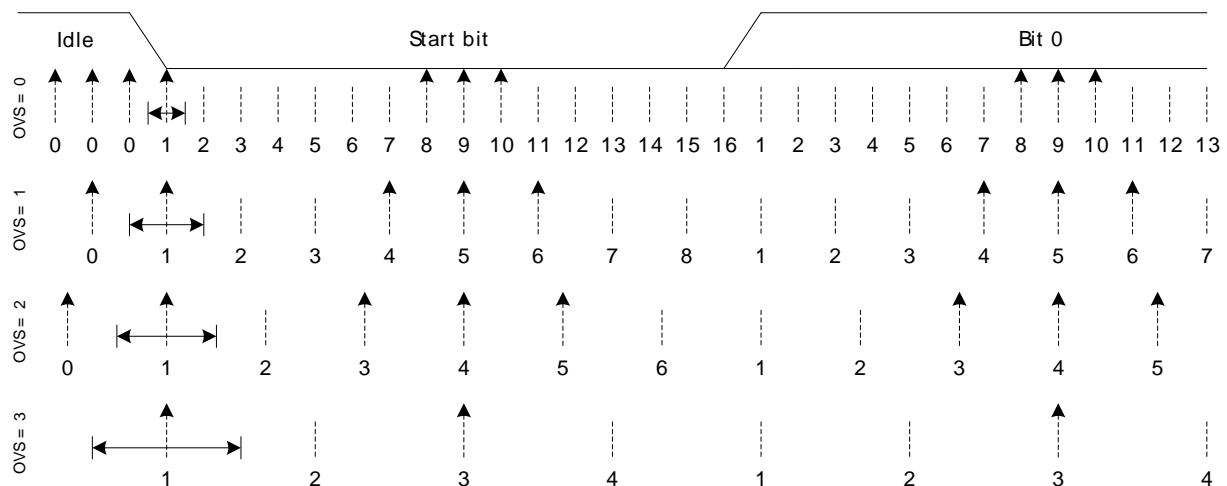 Idle Start bit Bit 0
OVS = 0
0 0 0 1 2 3 4 5 6 7 8 9 10 11 12 13 14 15 16 1 2 3 4 5 6 7 8 9 10 11 12 13
OVS = 1
0 1 2 3 4 5 6 7 8 1 2 3 4 5 6 7
OVS = 2
0 1 2 3 4 5 6 1 2 3 4 5
OVS = 3
1 2 3 4 1 2 3 4